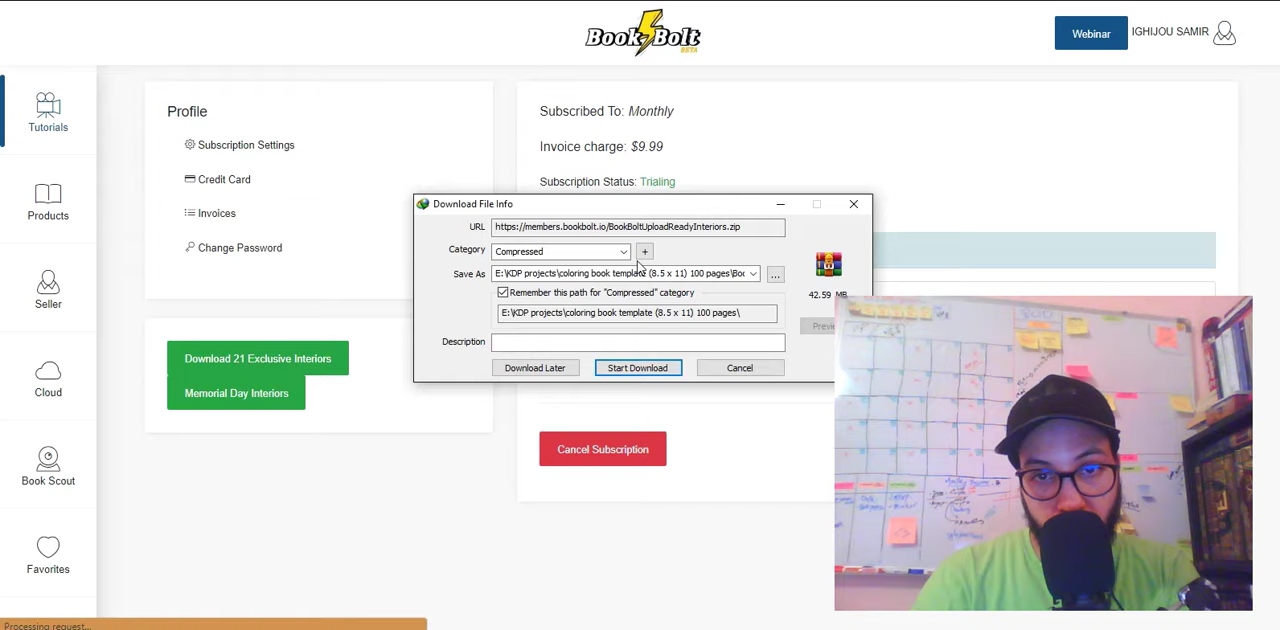 Book Bolt
BETA
Webinar
IGHIJOU SAMIR
Tutorials
Products
Seller
Cloud
Book Scout
Favorites
Profile
Subscription Settings
Credit Card
Invoices
Change Password
Download 21 Exclusive Interiors
Memorial Day Interiors
Subscribed To: Monthly
Invoice charge: $9.99
Subscription Status: Trialing
Download File Info
URL
https://members.bookbolt.io/BookBoltUploadReadyInteriors.zip
Category
Compressed
+
Save As
E:\KDP projects\coloring book template (8.5 x 11) 100 pages\Boo
...
Remember this path for "Compressed" category
E:\KDP projects\coloring book template (8.5 x 11) 100 pages\
42.59 MB
Description
Download Later
Start Download
Cancel
Cancel Subscription
Processing request...